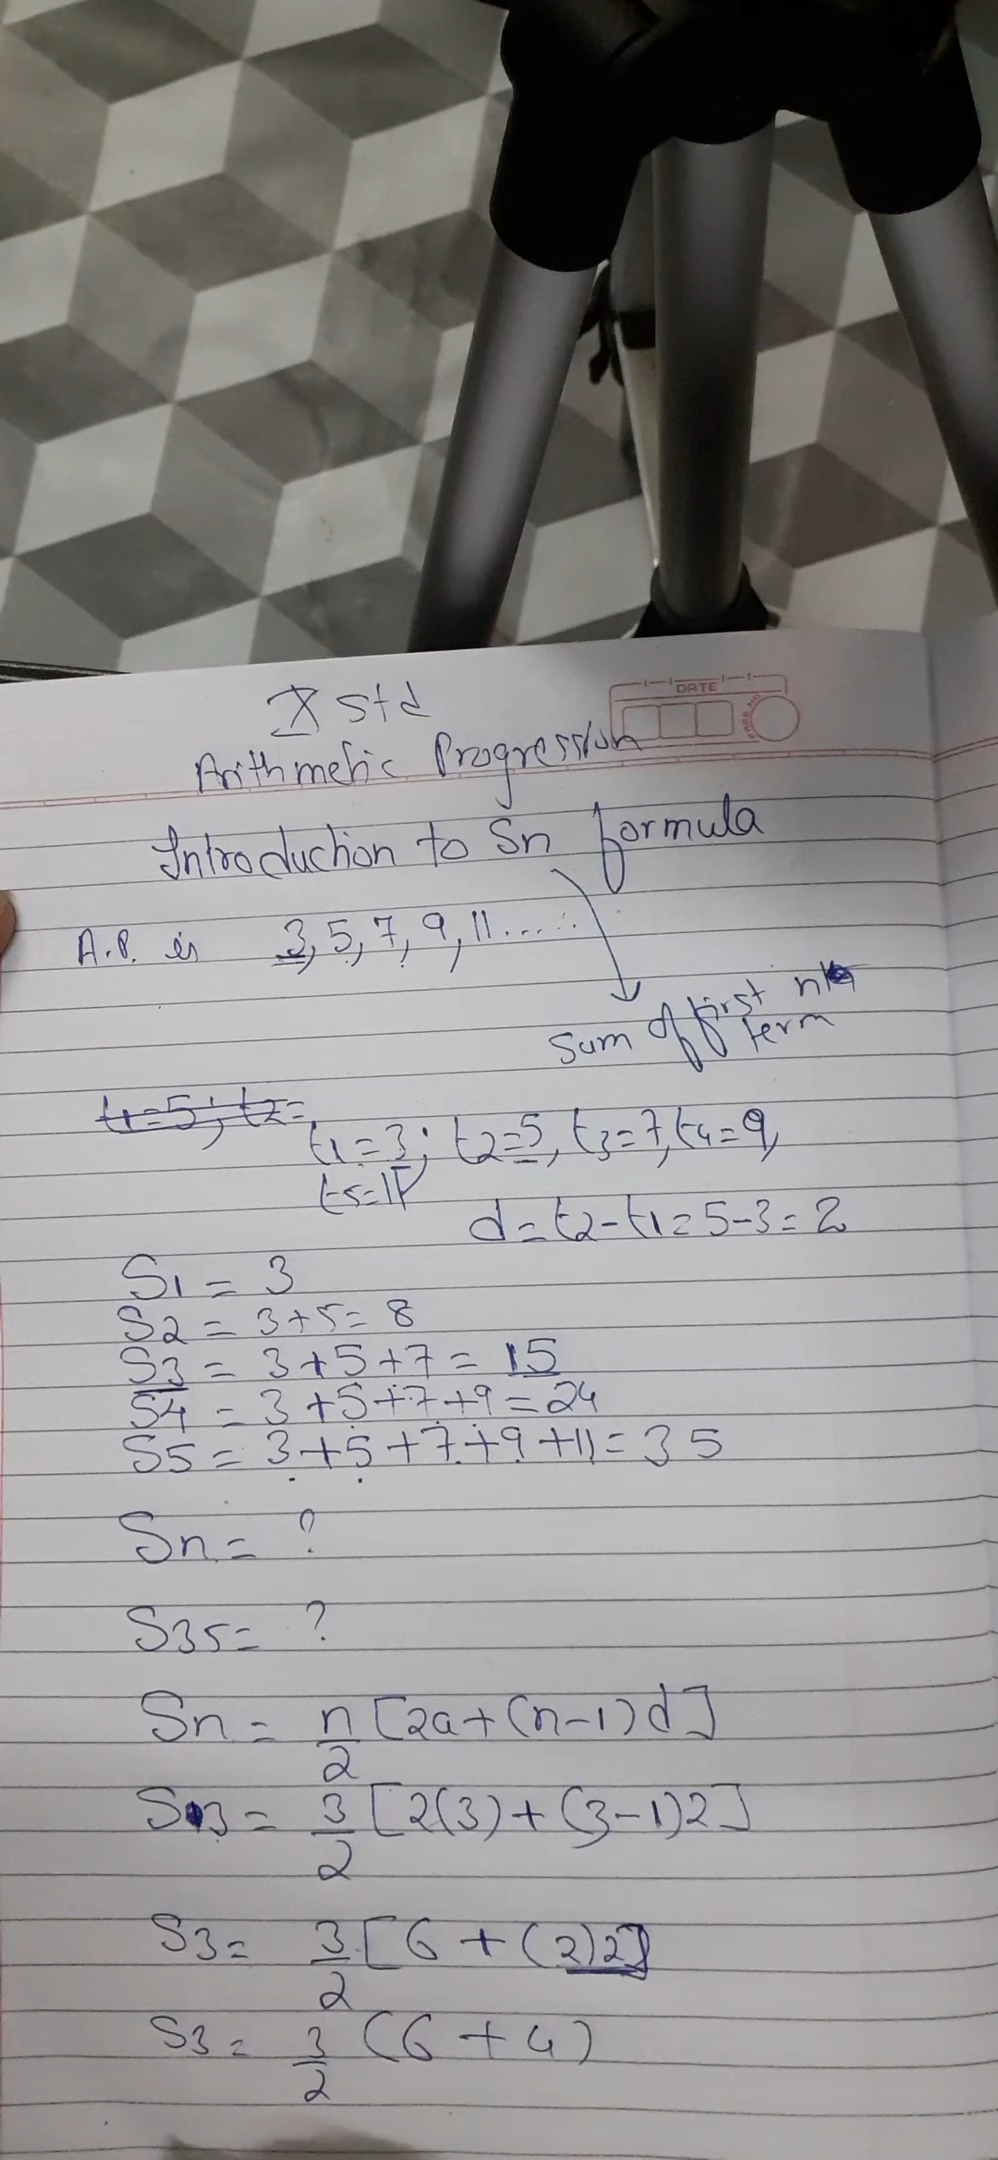 X std
DATE
Arithmetic Progression
Introduction to Sn formula
A.P. is 3, 5, 7, 9, 11.....
Sum of first n
term
t1=5; t2=
t1=3; t2=5, t3=7, t4=9,
t5=11
d=t2-t1=5-3=2
S1 = 3
S2 = 3+5= 8
S3 = 3+5+7= 15
S4 = 3+5+7+9=24
S5 = 3+5+7+9+11=35
Sn= ?
S35= ?
Sn= n/2 [2a+(n-1)d]
S3= 3/2 [2(3)+(3-1)2]
S3= 3/2 [6+(2)2]
S3= 3/2 (6+4)